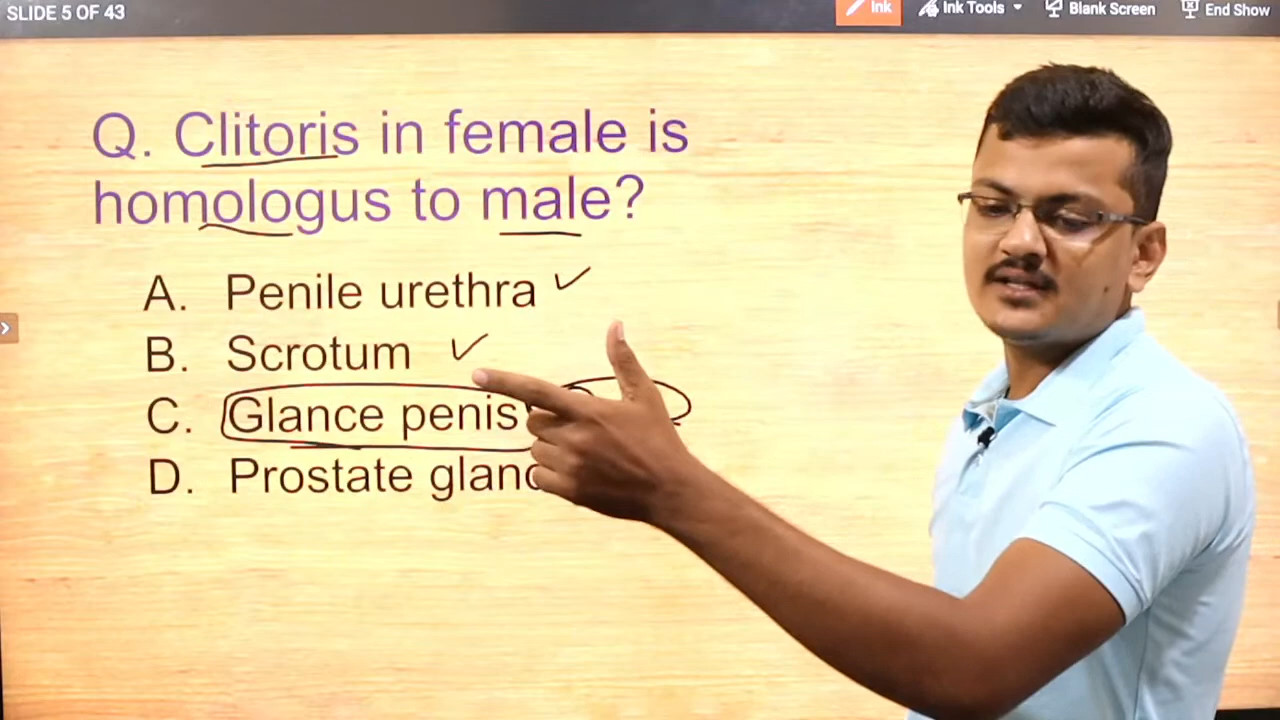 SLIDE 5 OF 43
Ink
Ink Tools
Blank Screen
End Show
Q. Clitoris in female is
homologus to male?
A. Penile urethra
B. Scrotum
C. Glance penis
D. Prostate gland